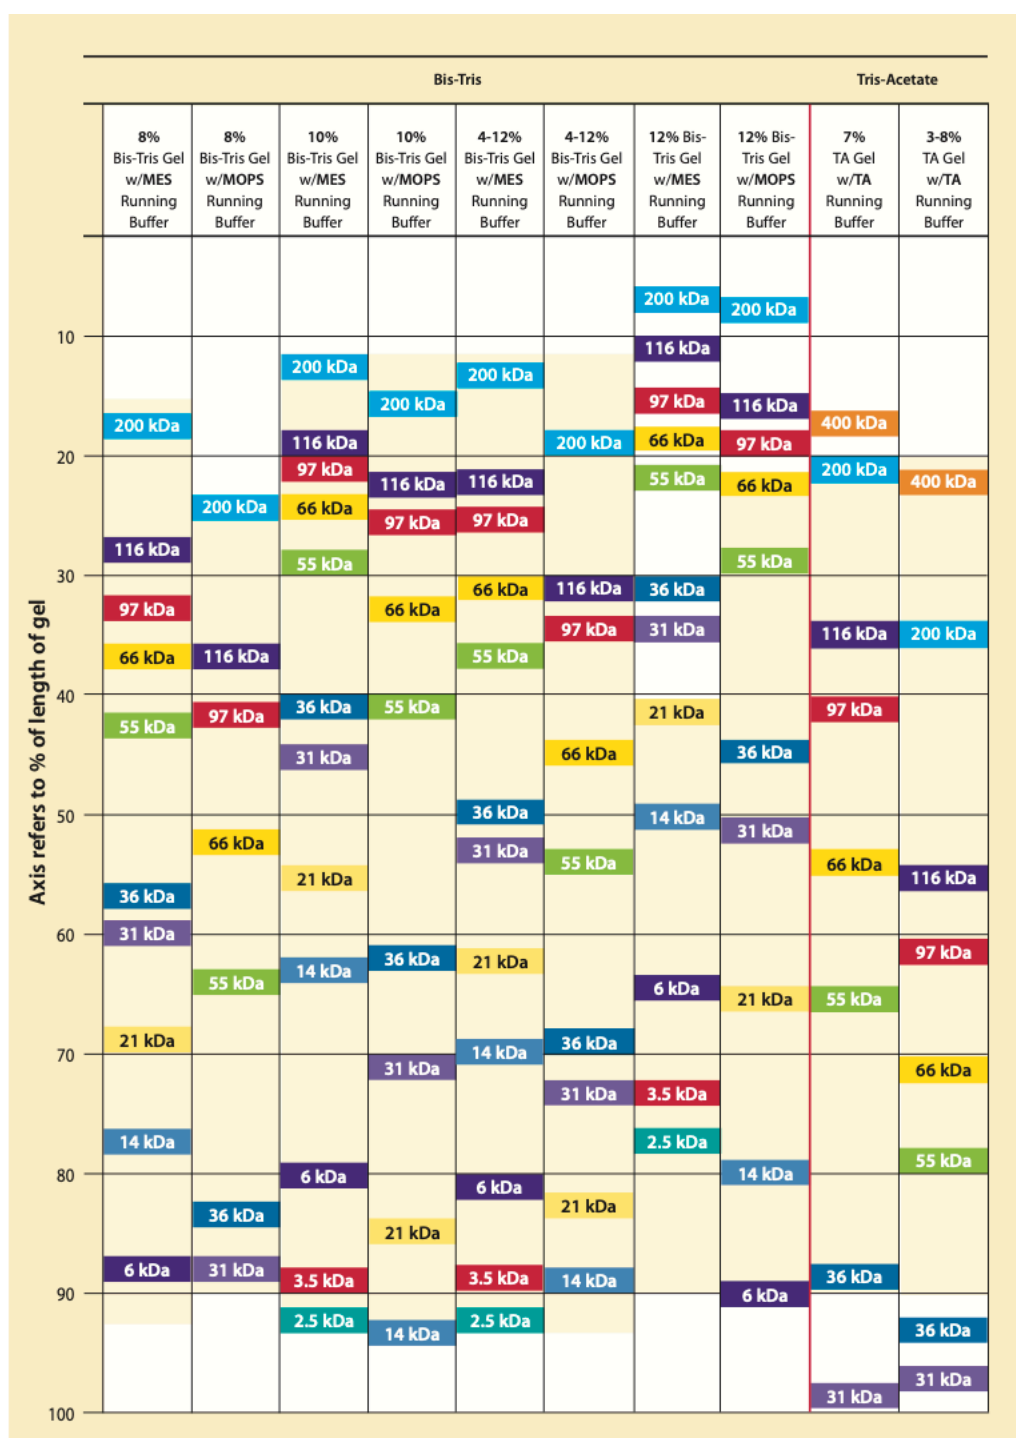 Bis-Tris
Tris-Acetate
8%
Bis-Tris Gel
w/MES
Running
Buffer
8%
Bis-Tris Gel
w/MOPS
Running
Buffer
10%
Bis-Tris Gel
w/MES
Running
Buffer
10%
Bis-Tris Gel
w/MOPS
Running
Buffer
4-12%
Bis-Tris Gel
w/MES
Running
Buffer
4-12%
Bis-Tris Gel
w/MOPS
Running
Buffer
12% Bis-
Tris Gel
w/MES
Running
Buffer
12% Bis-
Tris Gel
w/MOPS
Running
Buffer
7%
TA Gel
w/TA
Running
Buffer
3-8%
TA Gel
w/TA
Running
Buffer
Axis refers to % of length of gel
10
20
30
40
50
60
70
80
90
100
200 kDa
116 kDa
97 kDa
66 kDa
55 kDa
36 kDa
31 kDa
21 kDa
14 kDa
6 kDa
200 kDa
116 kDa
97 kDa
66 kDa
55 kDa
36 kDa
31 kDa
200 kDa
116 kDa
97 kDa
66 kDa
55 kDa
36 kDa
31 kDa
21 kDa
14 kDa
6 kDa
3.5 kDa
2.5 kDa
200 kDa
116 kDa
97 kDa
66 kDa
55 kDa
36 kDa
31 kDa
21 kDa
14 kDa
200 kDa
116 kDa
97 kDa
66 kDa
55 kDa
36 kDa
31 kDa
21 kDa
14 kDa
6 kDa
3.5 kDa
2.5 kDa
200 kDa
116 kDa
97 kDa
66 kDa
55 kDa
36 kDa
31 kDa
21 kDa
14 kDa
200 kDa
116 kDa
97 kDa
66 kDa
55 kDa
36 kDa
31 kDa
21 kDa
14 kDa
6 kDa
3.5 kDa
2.5 kDa
200 kDa
116 kDa
97 kDa
66 kDa
55 kDa
36 kDa
31 kDa
21 kDa
14 kDa
6 kDa
400 kDa
200 kDa
116 kDa
97 kDa
66 kDa
55 kDa
36 kDa
31 kDa
400 kDa
200 kDa
116 kDa
97 kDa
66 kDa
55 kDa
36 kDa
31 kDa